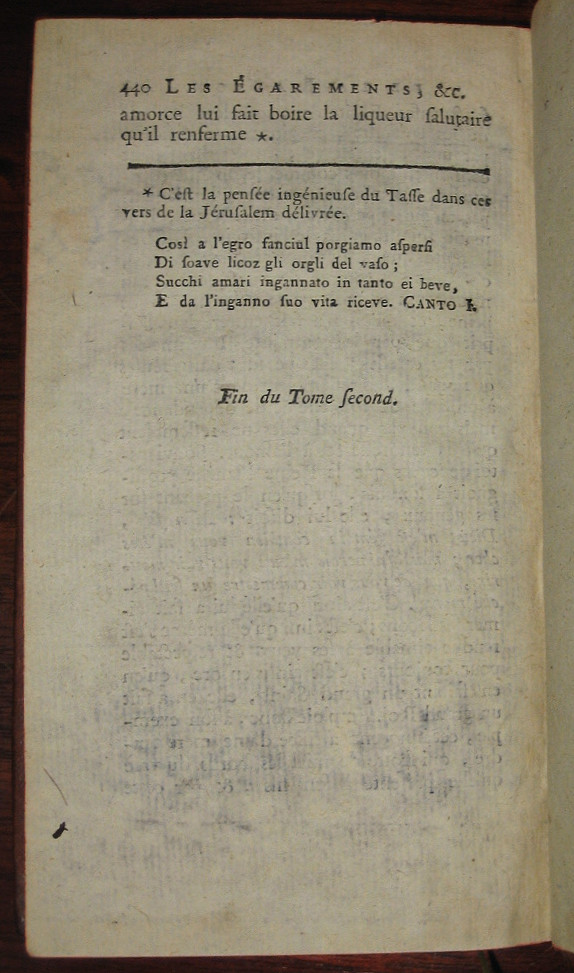 440 LES ÉGAREMENTS, &c.
amorce lui fait boire la liqueur ſalutaire
qu'il renferme *.
* C'eſt la penſée ingénieuſe du Taſſe dans ces
vers de la Jéruſalem délivrée.
Così a l'egro fanciul porgiamo aſperſi
Di ſoave licoz gli orgli del vaſo ;
Succhi amari ingannato in tanto ei beve,
E da l'inganno ſuo vita riceve. CANTO I.
Fin du Tome ſecond.